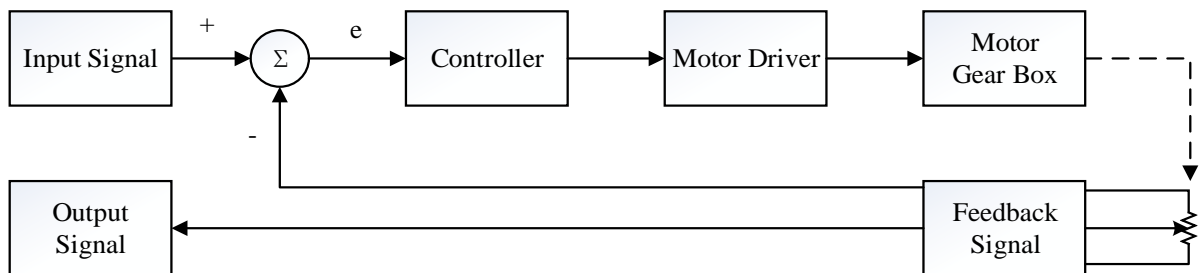 +
e
Input Signal
Σ
Controller
Motor Driver
Motor
Gear Box
-
Output
Signal
Feedback
Signal